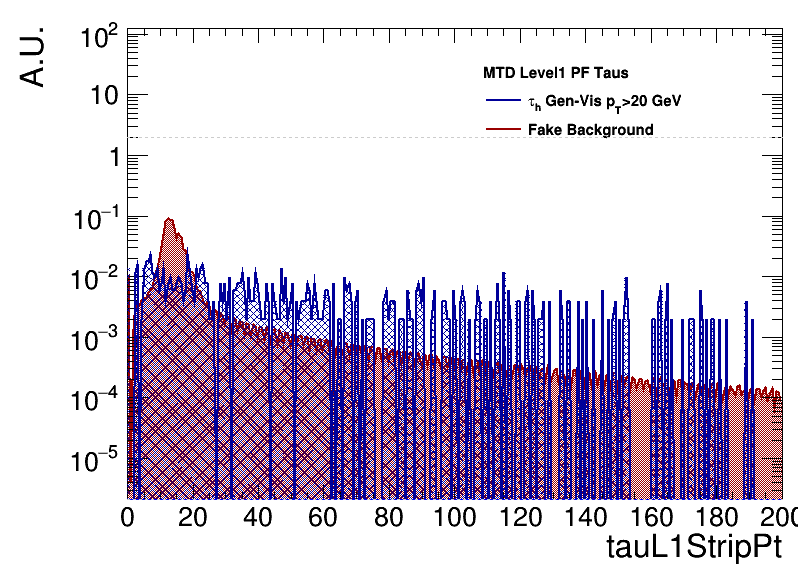 A.U.
MTD Level1 PF Taus
τh Gen-Vis pT>20 GeV
Fake Background
10²
10
1
10⁻¹
10⁻²
10⁻³
10⁻⁴
10⁻⁵
0 20 40 60 80 100 120 140 160 180 200
tauL1StripPt